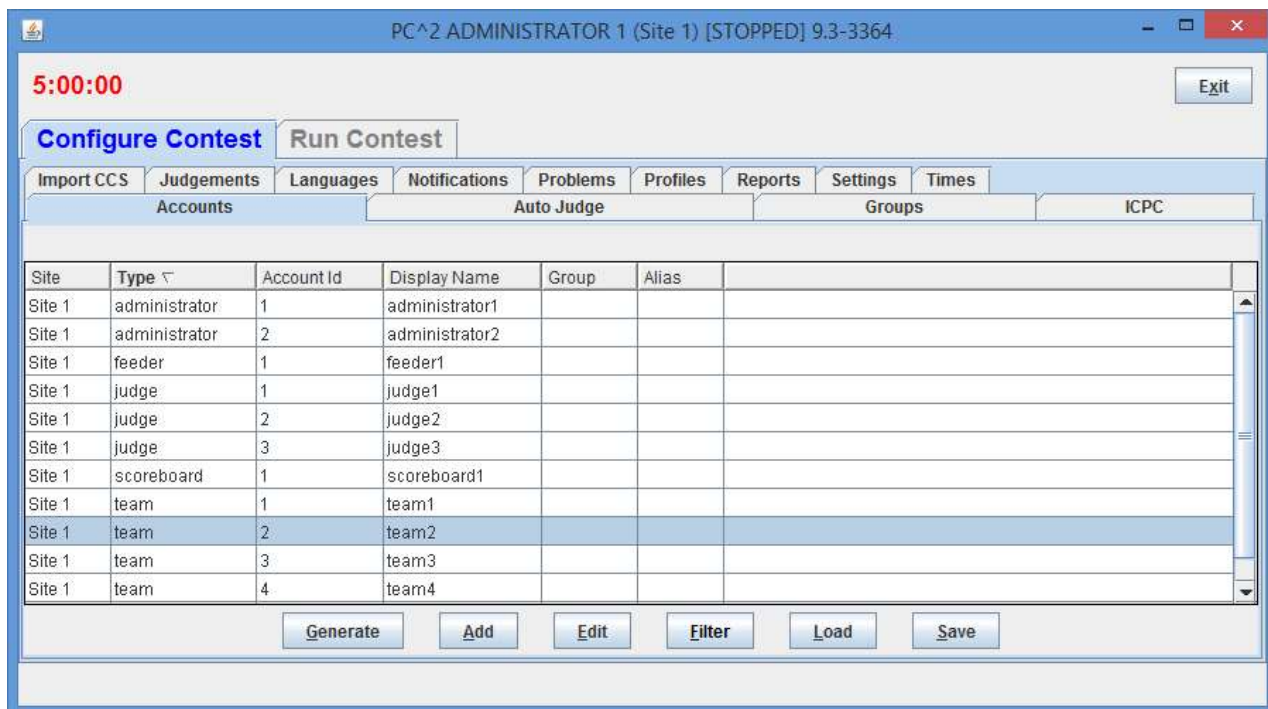 PC^2 ADMINISTRATOR 1 (Site 1) [STOPPED] 9.3-3364
5:00:00 Exit
Configure Contest Run Contest
Import CCS Judgements Languages Notifications Problems Profiles Reports Settings Times
Accounts Auto Judge Groups ICPC
Site Type Account Id Display Name Group Alias
Site 1 administrator 1 administrator1
Site 1 administrator 2 administrator2
Site 1 feeder 1 feeder1
Site 1 judge 1 judge1
Site 1 judge 2 judge2
Site 1 judge 3 judge3
Site 1 scoreboard 1 scoreboard1
Site 1 team 1 team1
Site 1 team 2 team2
Site 1 team 3 team3
Site 1 team 4 team4
Generate Add Edit Filter Load Save